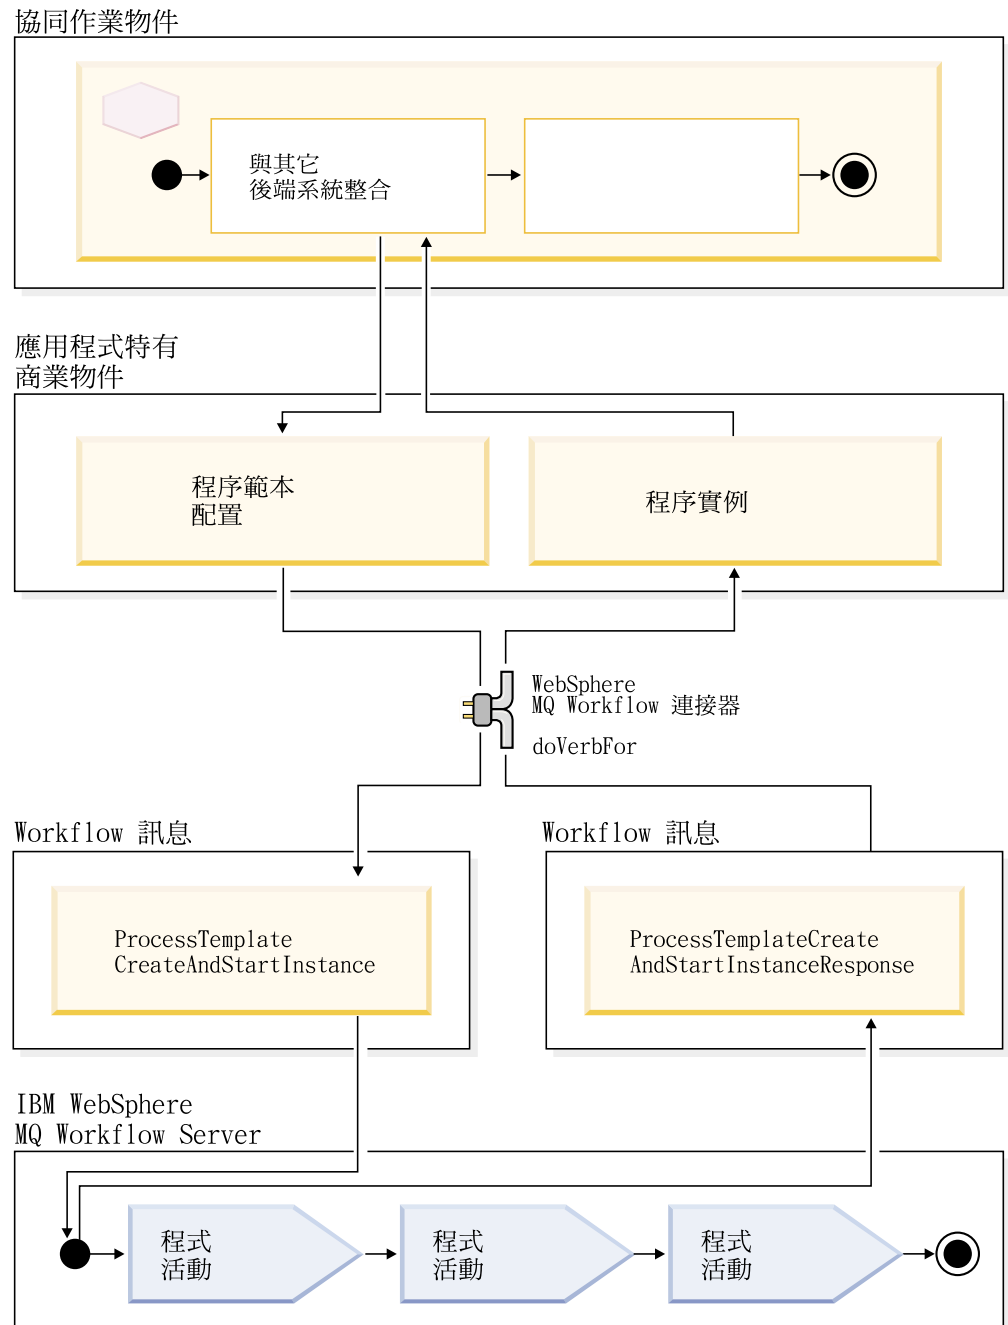 協同作業物件
與其它
後端系統整合
應用程式特有
商業物件
程序範本
配置
程序實例
WebSphere
MQ Workflow 連接器
doVerbFor
Workflow 訊息
Workflow 訊息
ProcessTemplate
CreateAndStartInstance
ProcessTemplateCreate
AndStartInstanceResponse
IBM WebSphere
MQ Workflow Server
程式
活動
程式
活動
程式
活動